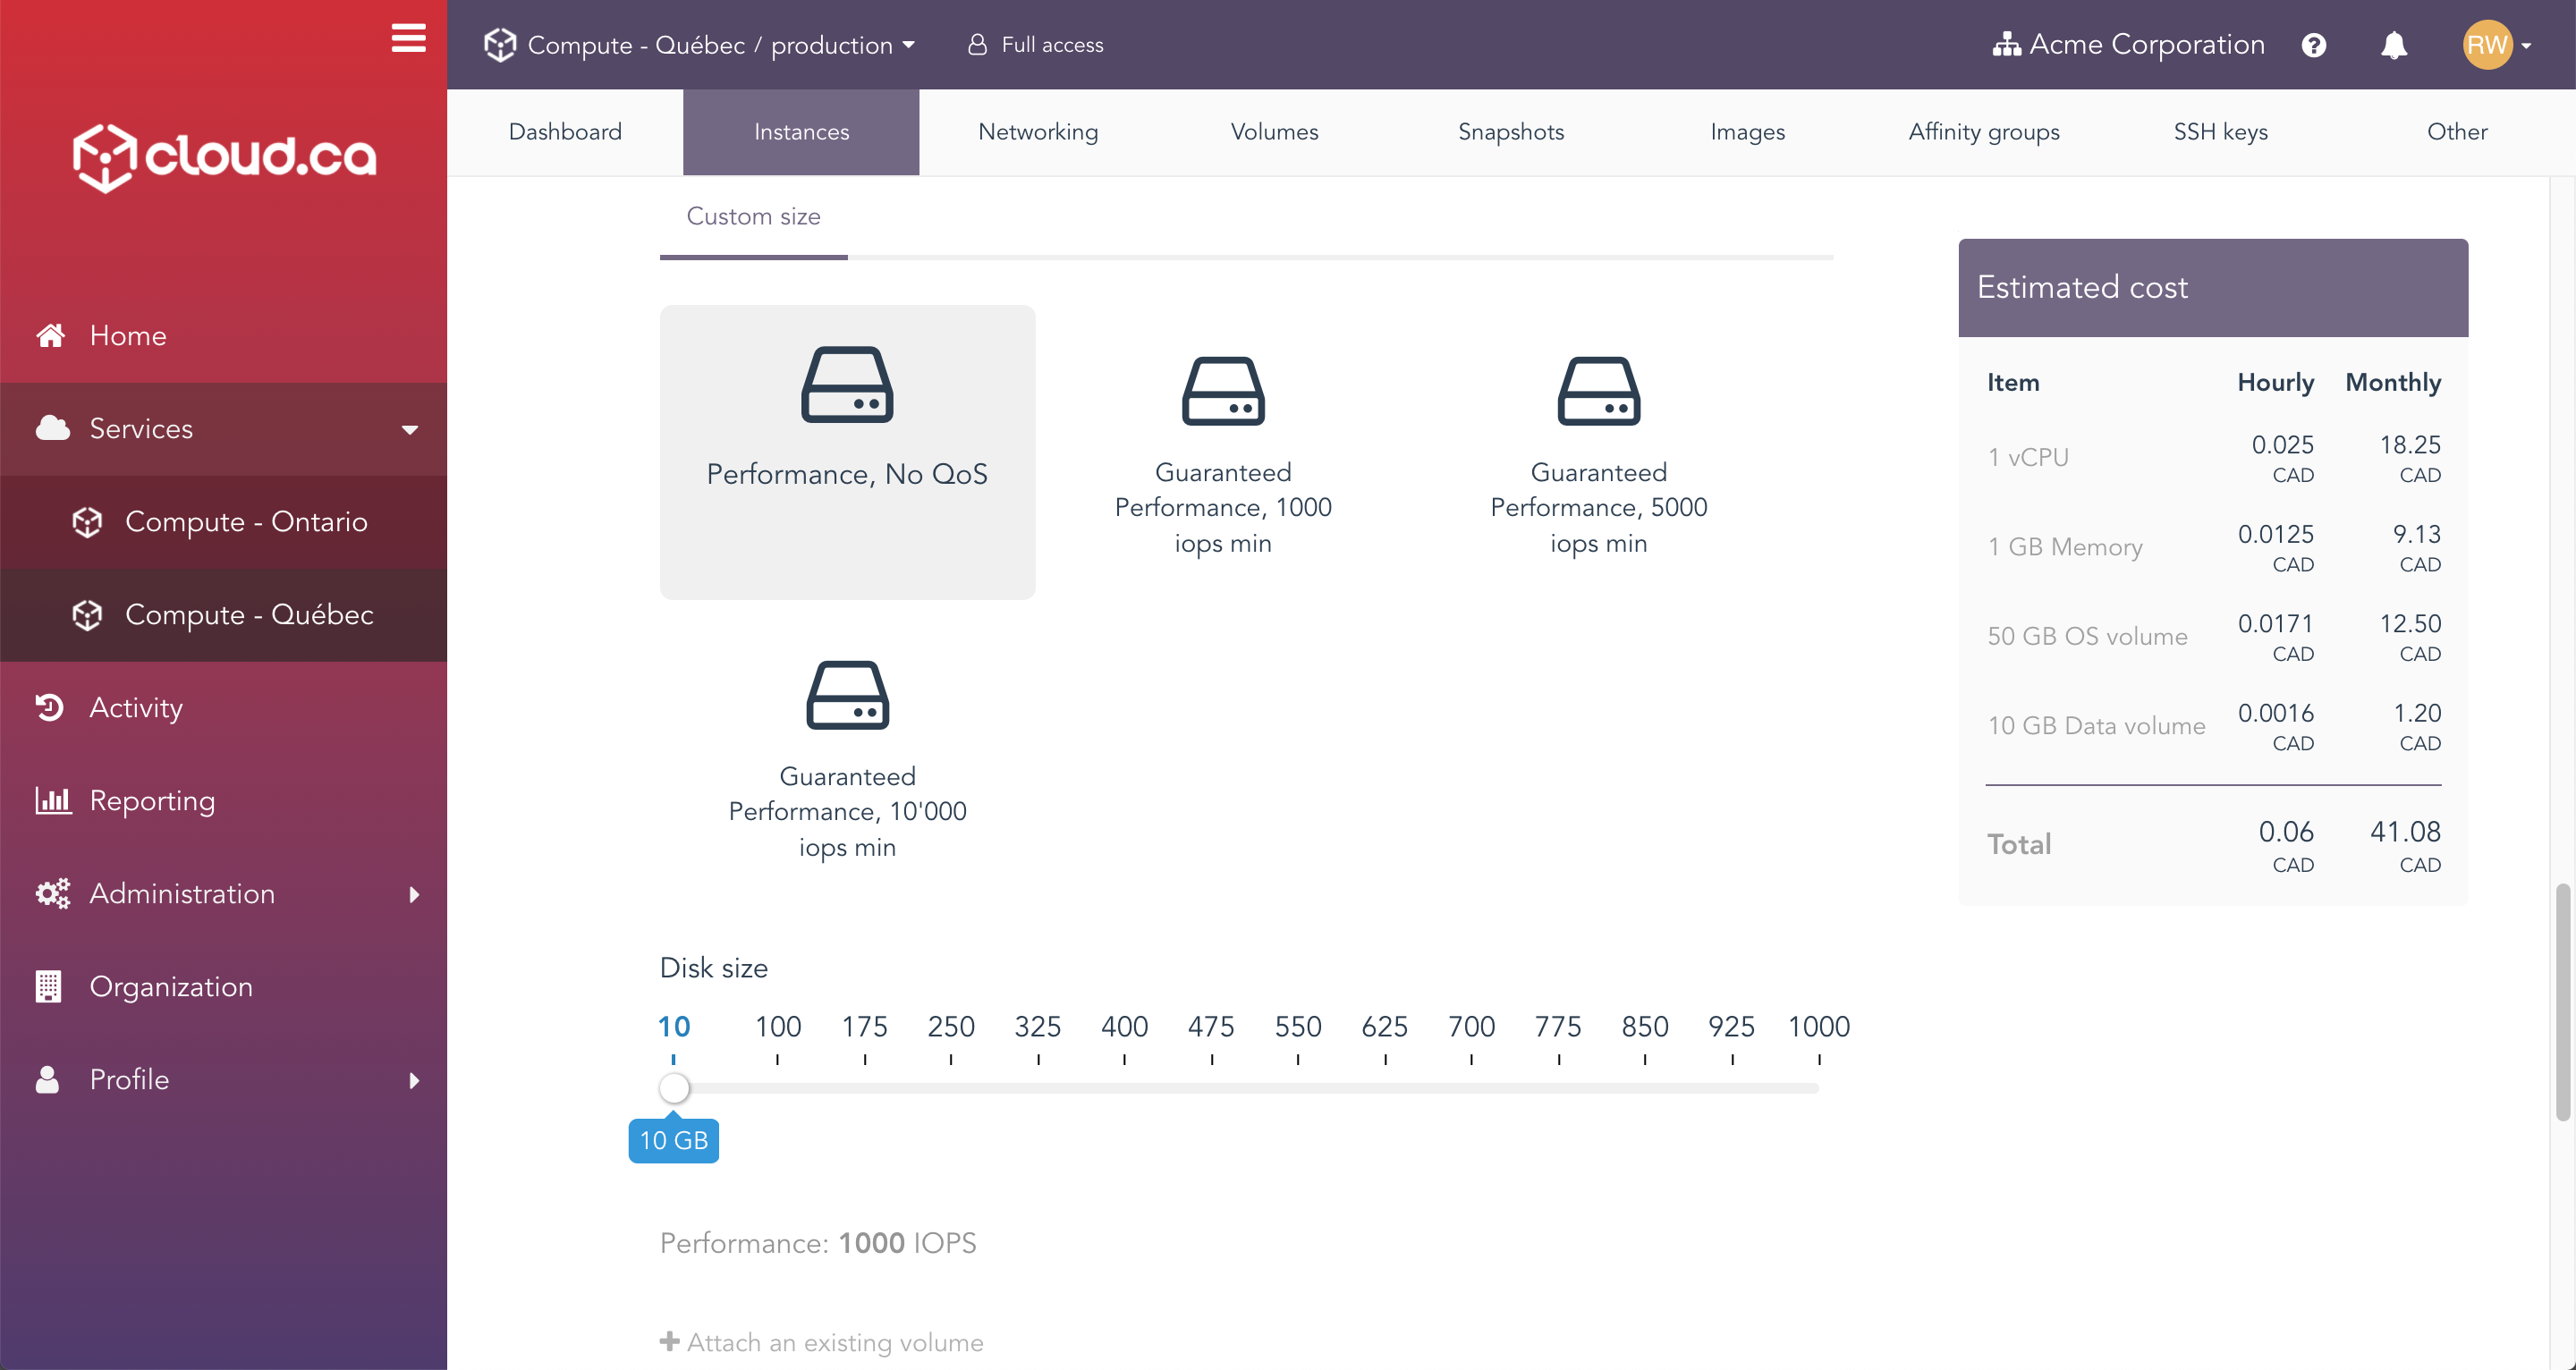 cloud.ca
Home
Services
Compute - Ontario
Compute - Québec
Activity
Reporting
Administration
Organization
Profile
Compute - Québec / production
Full access
Acme Corporation
?
RW
Dashboard
Instances
Networking
Volumes
Snapshots
Images
Affinity groups
SSH keys
Other
Custom size
Performance, No QoS
Guaranteed
Performance, 1000
iops min
Guaranteed
Performance, 5000
iops min
Guaranteed
Performance, 10'000
iops min
Disk size
10 100 175 250 325 400 475 550 625 700 775 850 925 1000
10 GB
Performance: 1000 IOPS
Attach an existing volume
Estimated cost
Item Hourly Monthly
1 vCPU 0.025 CAD 18.25 CAD
1 GB Memory 0.0125 CAD 9.13 CAD
50 GB OS volume 0.0171 CAD 12.50 CAD
10 GB Data volume 0.0016 CAD 1.20 CAD
Total 0.06 CAD 41.08 CAD